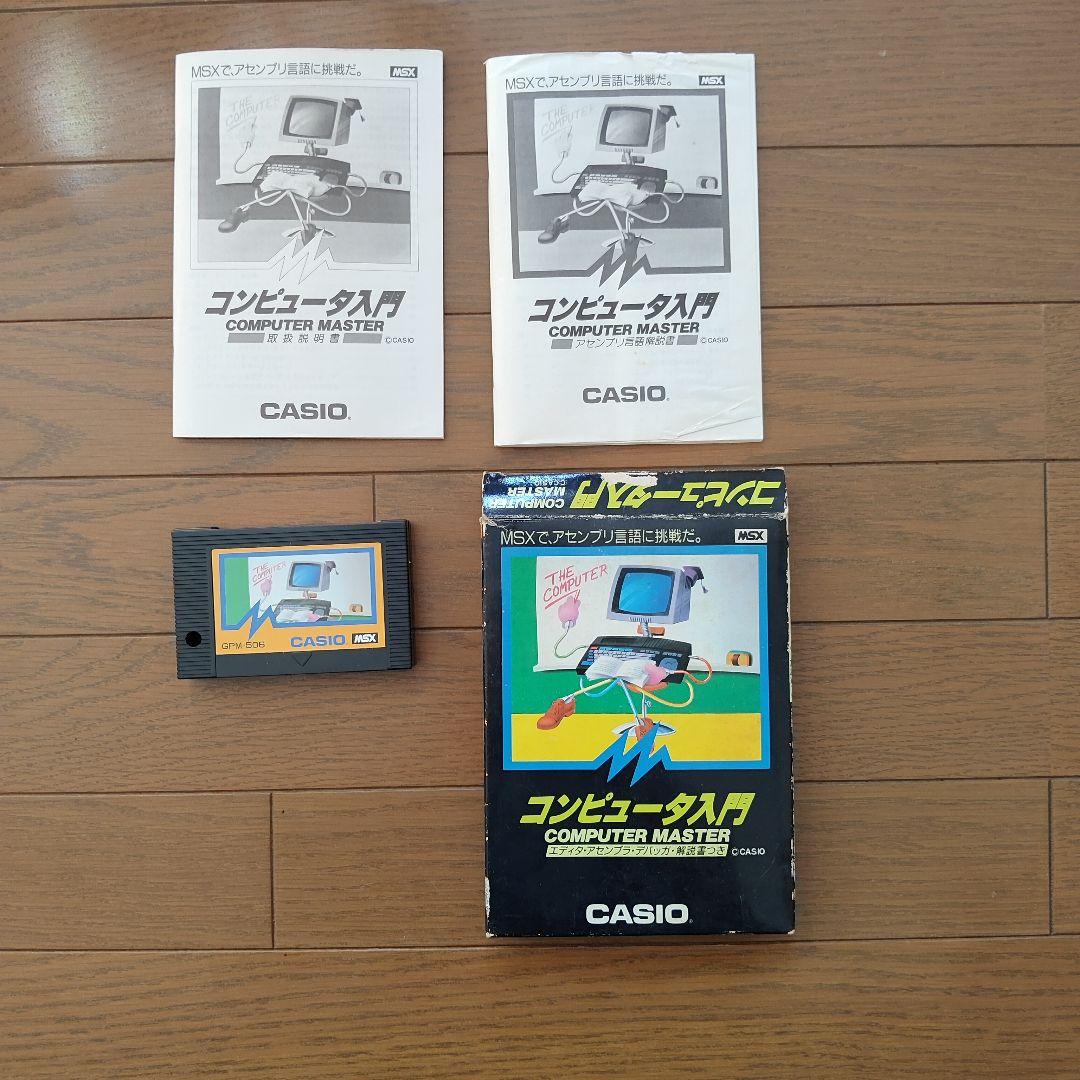 MSXで、アセンブリ言語に挑戦だ。 MSX
THE
COMPUTER
コンピュータ入門
COMPUTER MASTER
取扱説明書 ©CASIO
CASIO
MSXで、アセンブリ言語に挑戦だ。 MSX
THE
COMPUTER
コンピュータ入門
COMPUTER MASTER
アセンブリ言語解説書 ©CASIO
CASIO
THE
COMPUTER
GPM-506 CASIO MSX
コンピュータ入門
COMPUTER
MASTER
©CASIO
MSXで、アセンブリ言語に挑戦だ。 MSX
THE
COMPUTER
コンピュータ入門
COMPUTER MASTER
エディタ・アセンブラ・デバッガ・解説書つき ©CASIO
CASIO